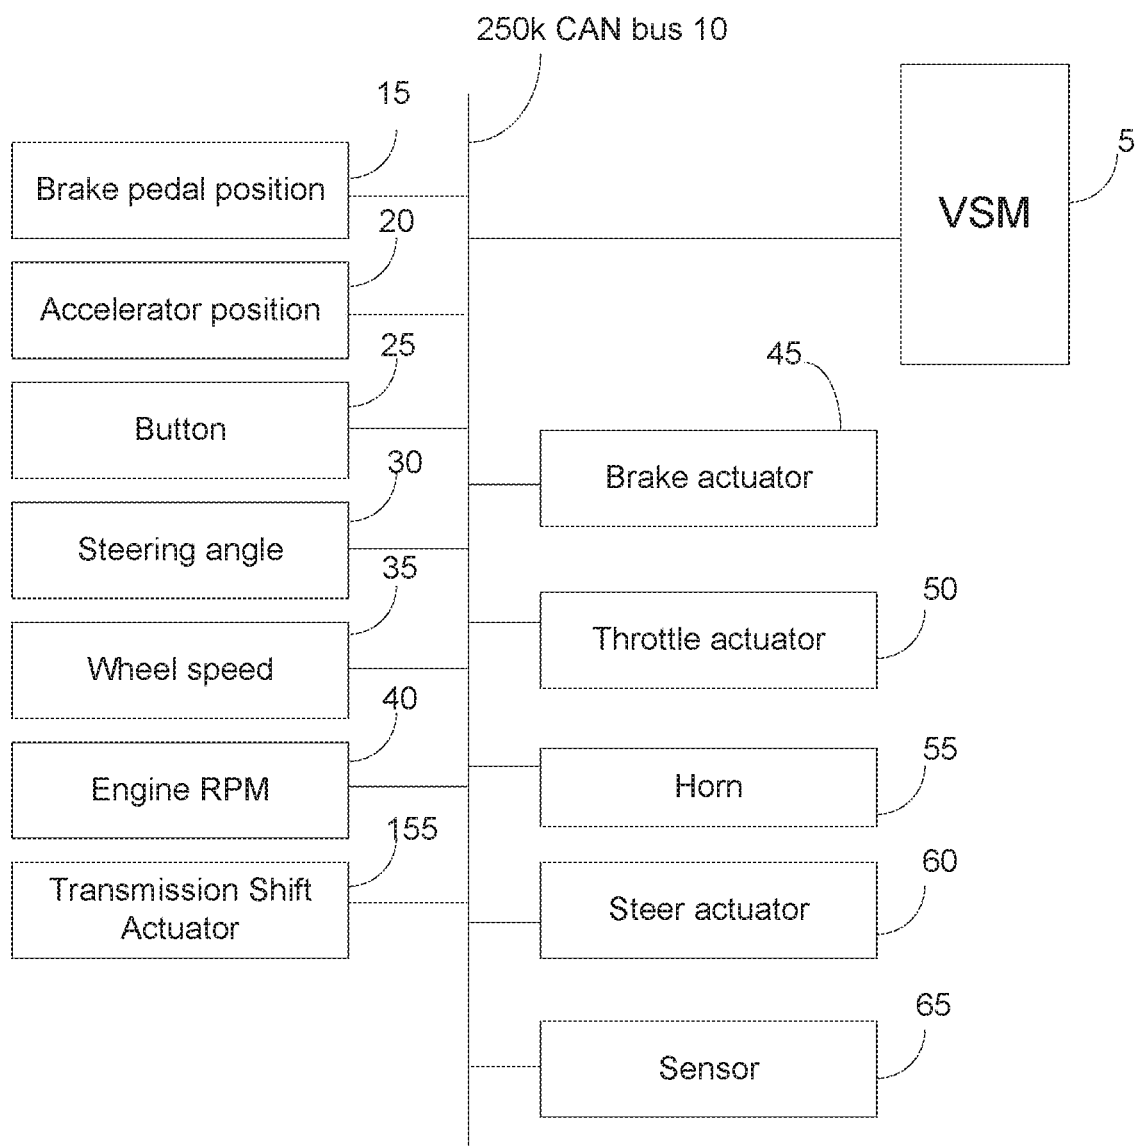 250k CAN bus 10
15
Brake pedal position
5
VSM
20
Accelerator position
25
Button
45
Brake actuator
30
Steering angle
35
Wheel speed
50
Throttle actuator
40
Engine RPM
55
Horn
155
Transmission Shift
Actuator
60
Steer actuator
65
Sensor